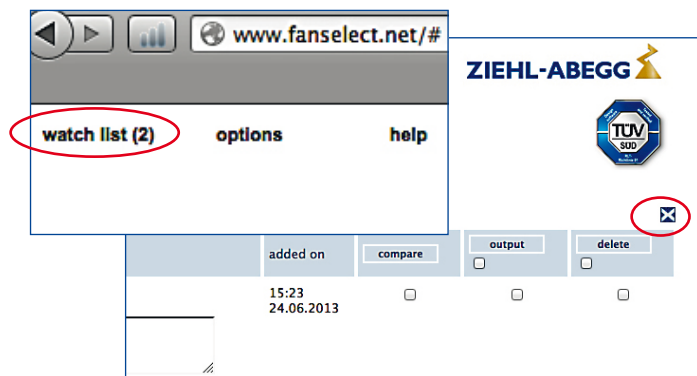 www.fanselect.net/#
watch list (2) options help
ZIEHL-ABEGG
TÜV
SÜD
added on compare output delete
15:23
24.06.2013